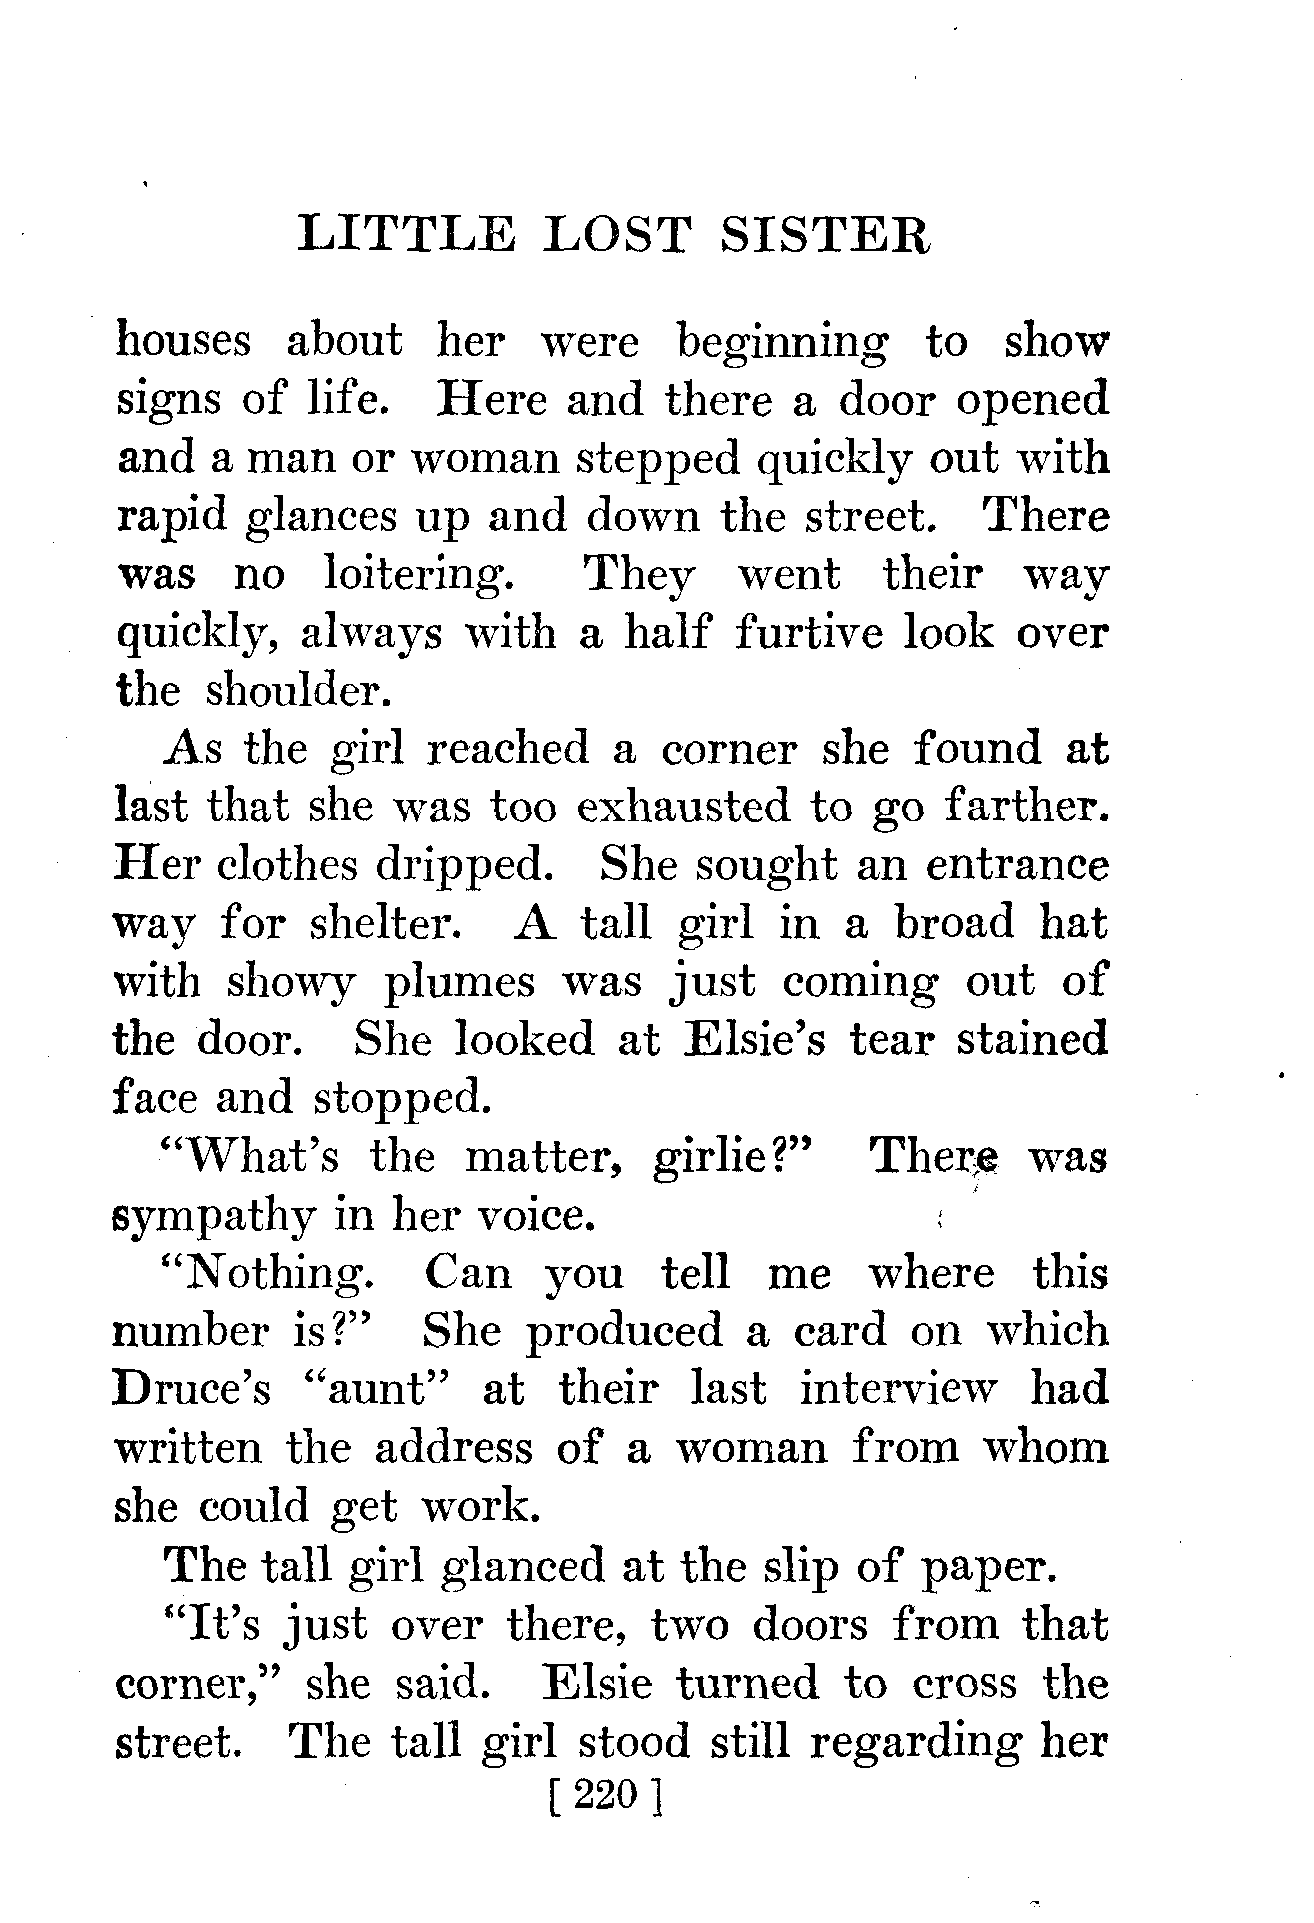 LITTLE LOST SISTER
houses about her were beginning to show
signs of life. Here and there a door opened
and a man or woman stepped quickly out with
rapid glances up and down the street. There
was no loitering. They went their way
quickly, always with a half furtive look over
the shoulder.
As the girl reached a corner she found at
last that she was too exhausted to go farther.
Her clothes dripped. She sought an entrance
way for shelter. A tall girl in a broad hat
with showy plumes was just coming out of
the door. She looked at Elsie's tear stained
face and stopped.
"What's the matter, girlie?" There was
sympathy in her voice.
"Nothing. Can you tell me where this
number is?" She produced a card on which
Druce's "aunt" at their last interview had
written the address of a woman from whom
she could get work.
The tall girl glanced at the slip of paper.
"It's just over there, two doors from that
corner," she said. Elsie turned to cross the
street. The tall girl stood still regarding her
[ 220 ]